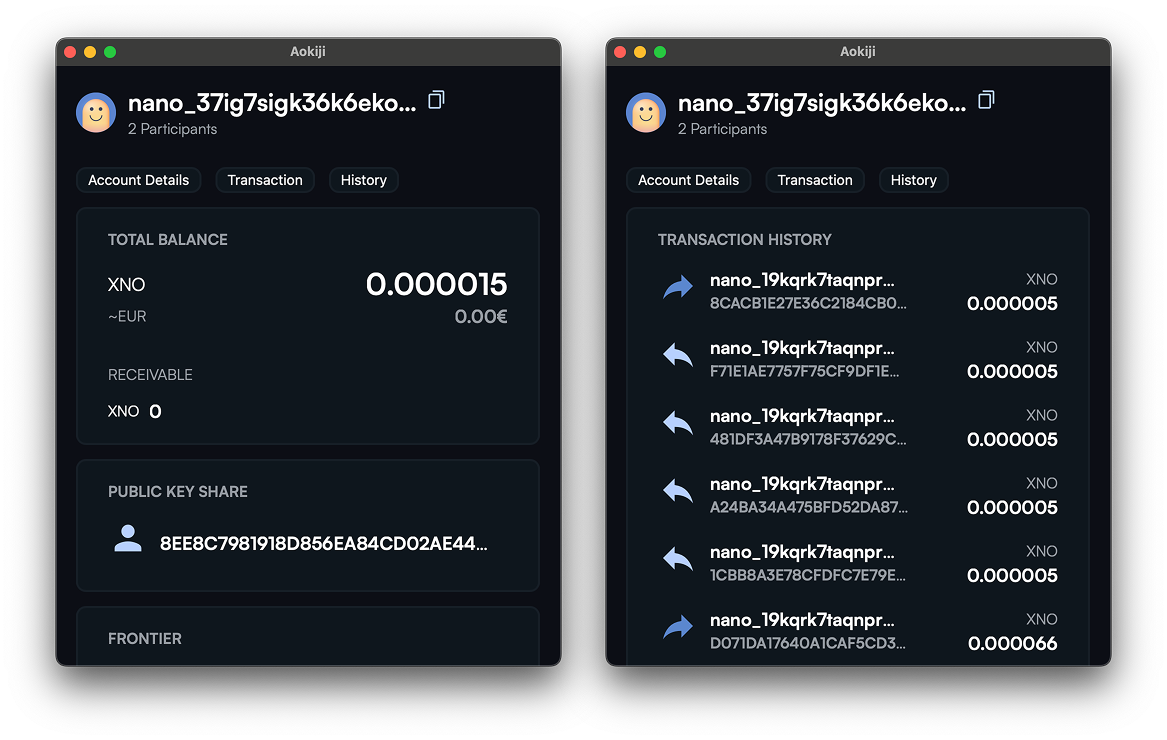 Aokiji
nano_37ig7sigk36k6eko...
2 Participants
Account Details Transaction History
TOTAL BALANCE
XNO 0.000015
~EUR 0.00€
RECEIVABLE
XNO 0
PUBLIC KEY SHARE
8EE8C7981918D856EA84CD02AE44...
FRONTIER
Aokiji
nano_37ig7sigk36k6eko...
2 Participants
Account Details Transaction History
TRANSACTION HISTORY
nano_19kqrk7taqnpr... XNO
8CACB1E27E36C2184CB0... 0.000005
nano_19kqrk7taqnpr... XNO
F71E1AE7757F75CF9DF1E... 0.000005
nano_19kqrk7taqnpr... XNO
481DF3A47B9178F37629C... 0.000005
nano_19kqrk7taqnpr... XNO
A24BA34A475BFD52DA87... 0.000005
nano_19kqrk7taqnpr... XNO
1CBB8A3E78CFDFC7E79E... 0.000005
nano_19kqrk7taqnpr... XNO
D071DA17640A1CAF5CD3... 0.000066